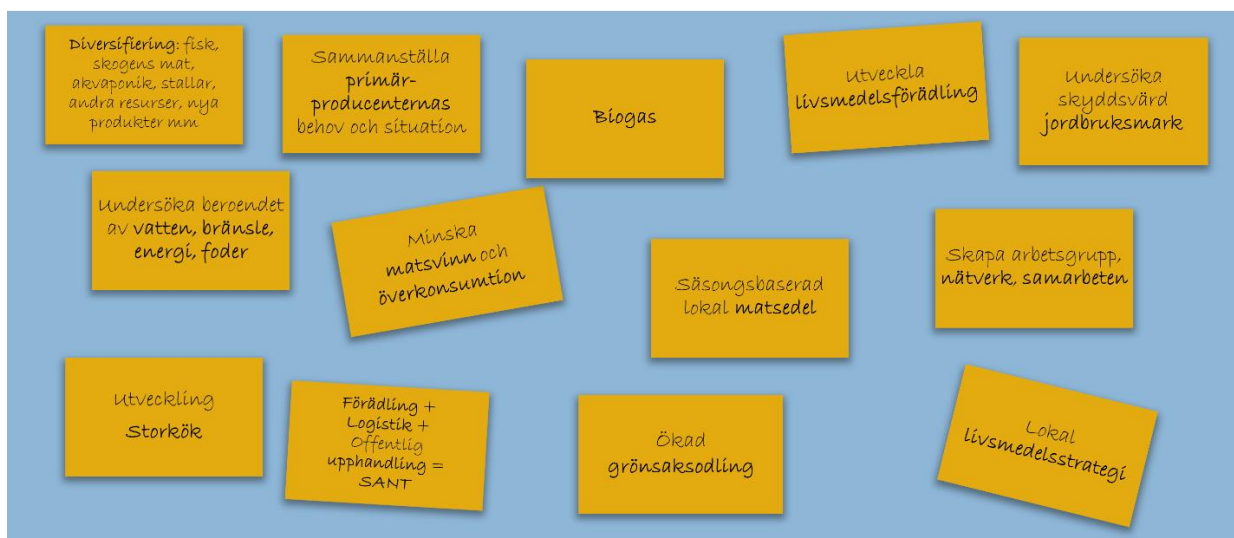 Diversifiering: fisk,
skogens mat,
akvaponik, stallar,
andra resurser, nya
produkter mm
Sammanställa
primär-
producenternas
behov och situation
Biogas
Utveckla
livsmedelsförädling
Undersöka
skyddsvärd
jordbruksmark
Undersöka beroendet
av vatten, bränsle,
energi, foder
Minska
matsvinn och
överkonsumtion
Säsongsbaserad
lokal matsedel
Skapa arbetsgrupp,
nätverk, samarbeten
Utveckling
Storkök
Förädling +
Logistik +
Offentlig
upphandling =
SANT
Ökad
grönsaksodling
Lokal
livsmedelsstrategi